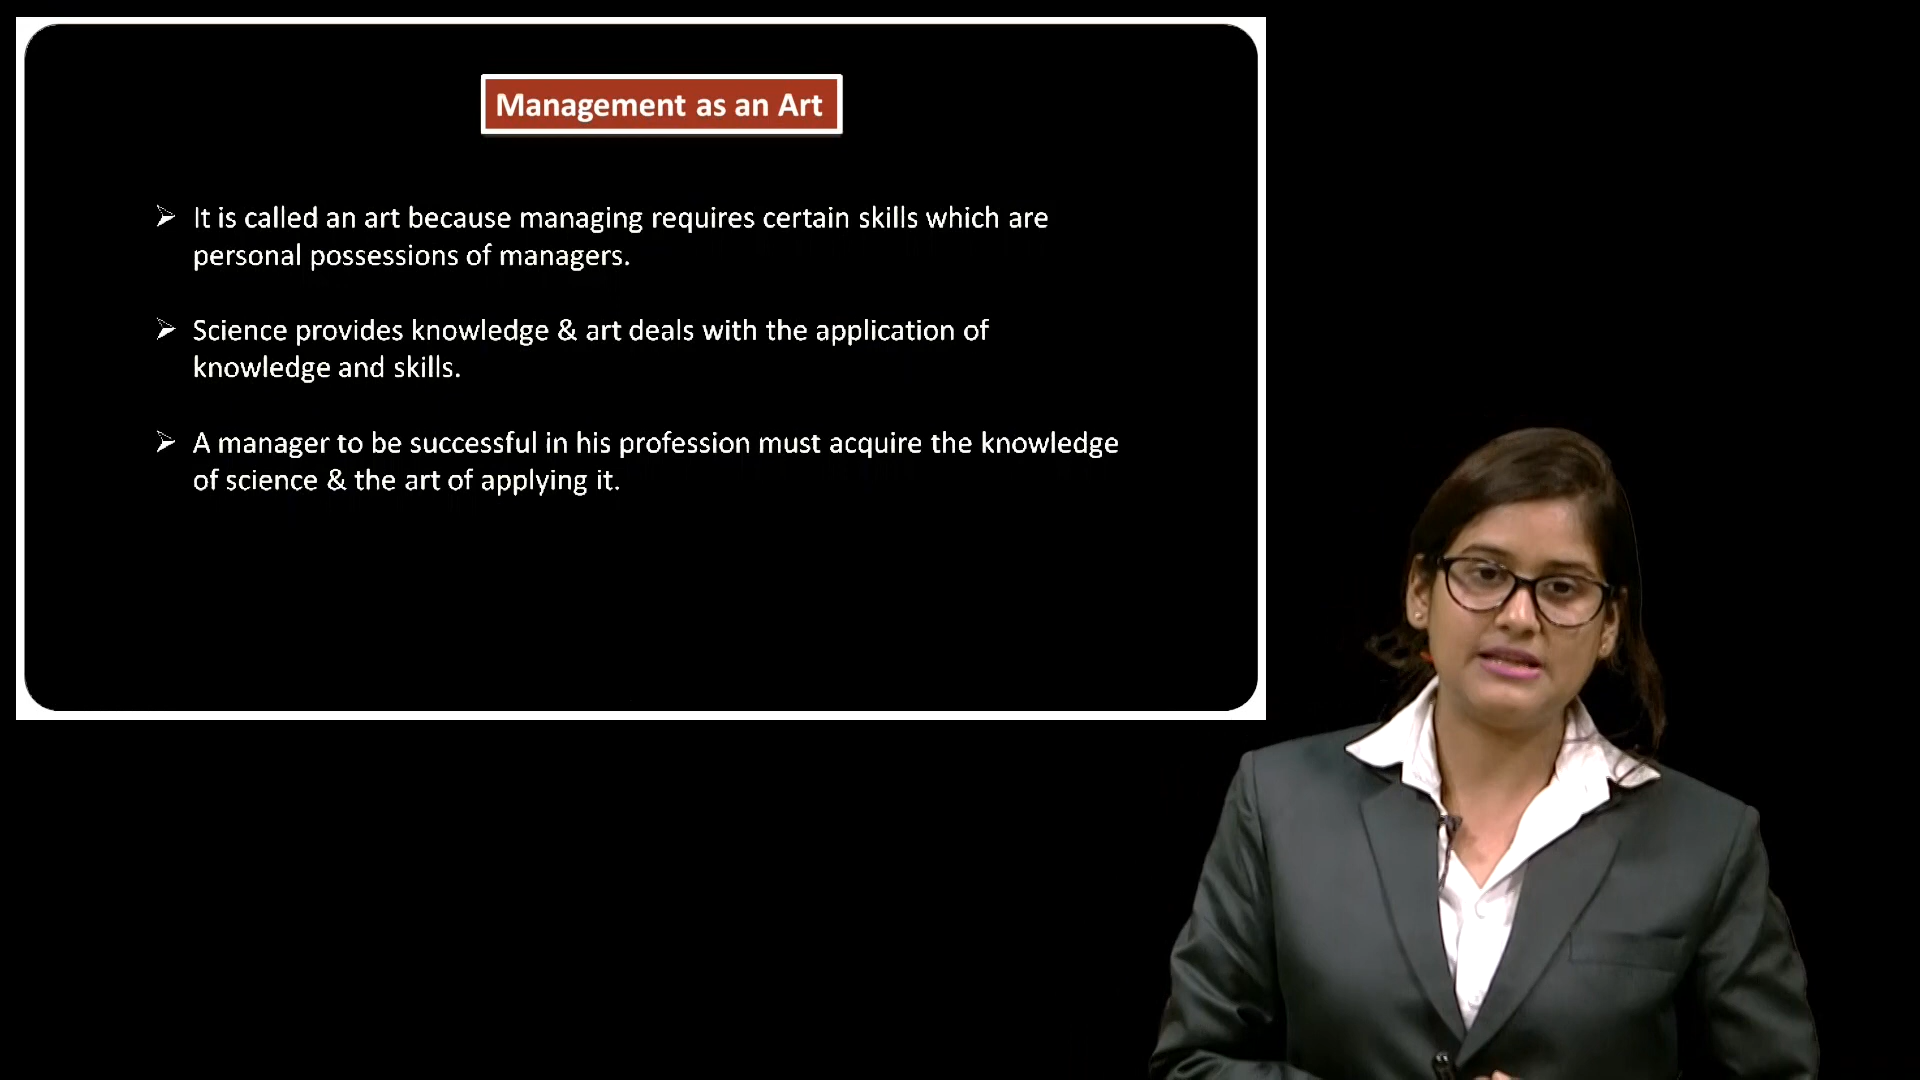 Management as an Art
➢ It is called an art because managing requires certain skills which are
personal possessions of managers.
➢ Science provides knowledge & art deals with the application of
knowledge and skills.
➢ A manager to be successful in his profession must acquire the knowledge
of science & the art of applying it.